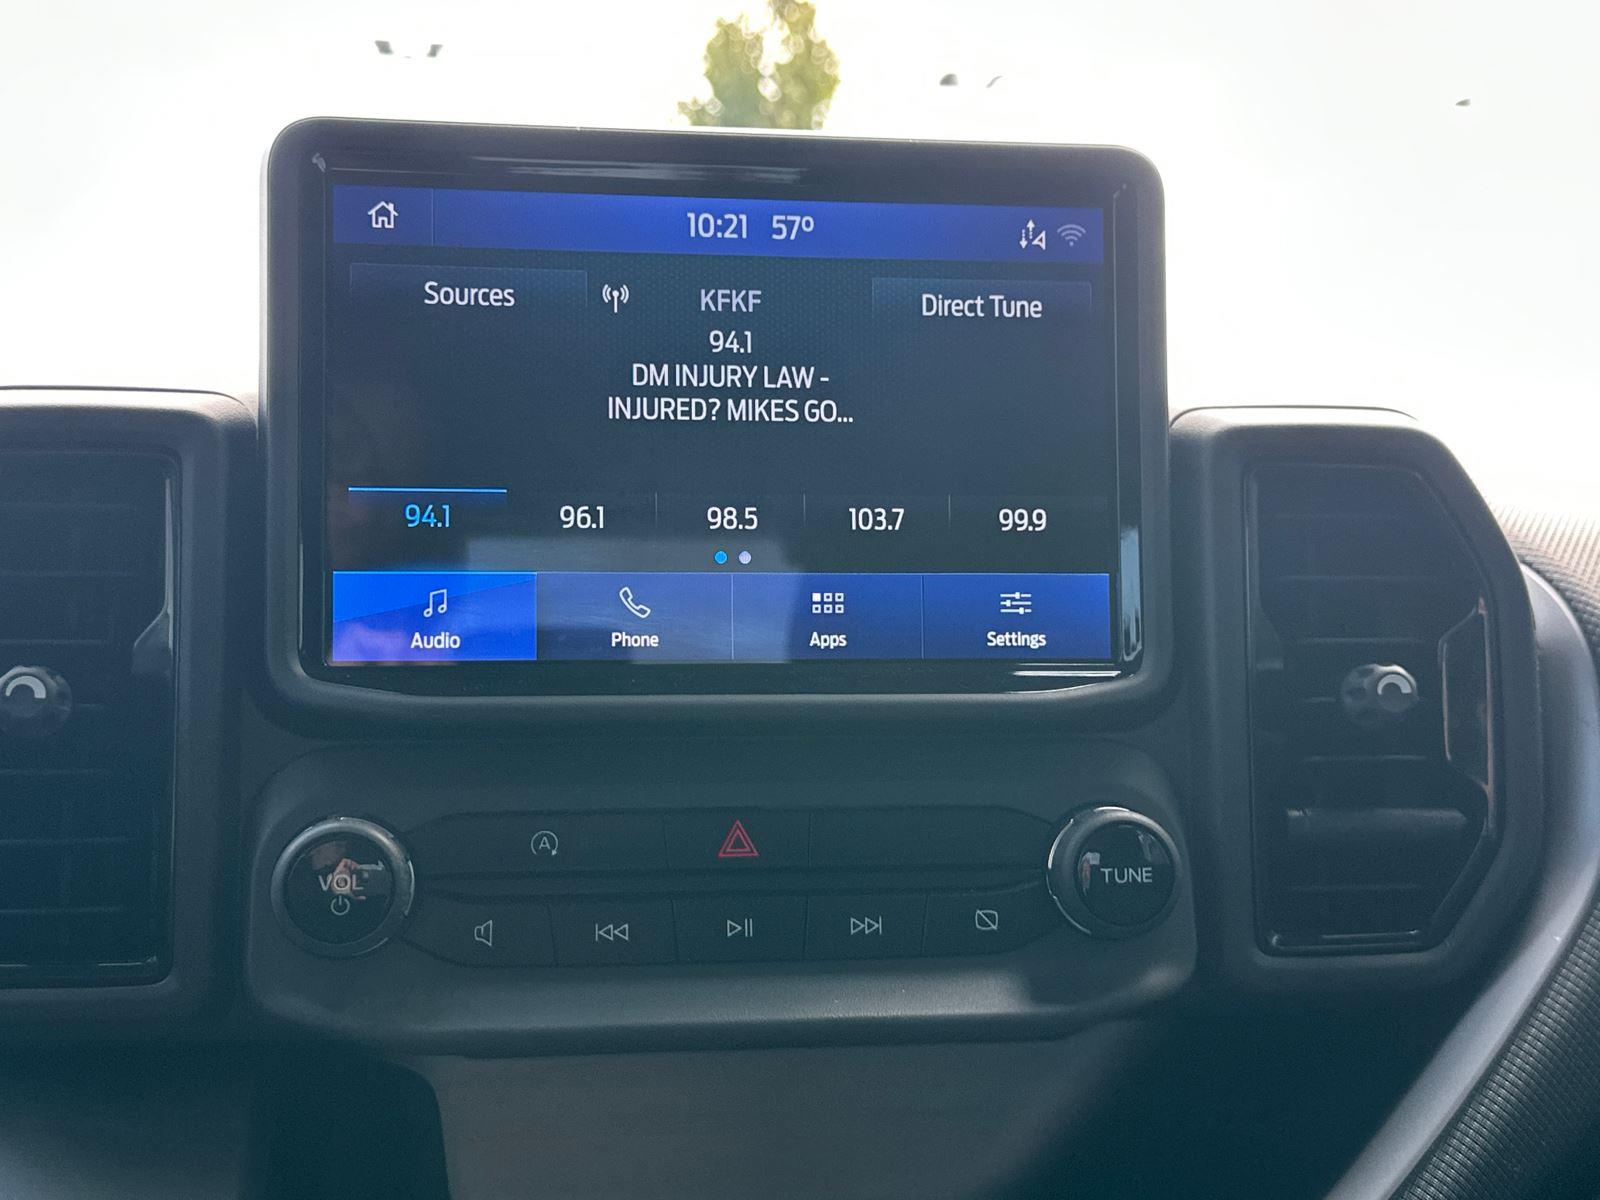 10:21 57º
Sources
KFKF
Direct Tune
94.1
DM INJURY LAW -
INJURED? MIKES GO...
94.1 96.1 98.5 103.7 99.9
Audio Phone Apps Settings
A
VOL
TUNE